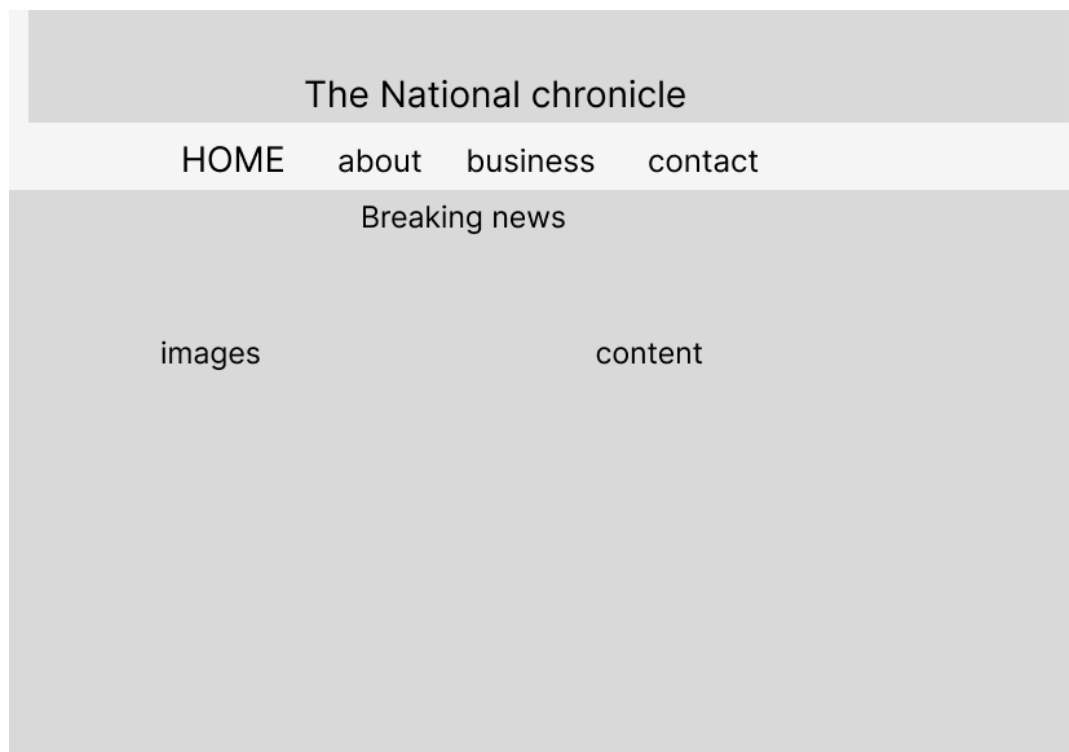 The National chronicle
HOME about business contact
Breaking news
images content